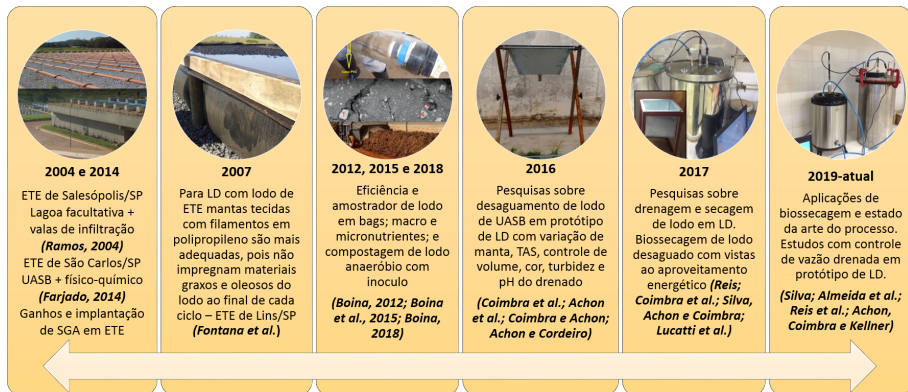 2004 e 2014
ETE de Salesópolis/SP
Lagoa facultativa +
valas de infiltração
(Ramos, 2004)
ETE de São Carlos/SP
UASB + físico-químico
(Farjado, 2014)
Ganhos e implantação
de SGA em ETE
2007
Para LD com lodo de
ETE mantas tecidas
com filamentos em
polipropileno são mais
adequadas, pois não
impregnam materiais
graxos e oleosos do
lodo ao final de cada
ciclo – ETE de Lins/SP
(Fontana et al.)
2012, 2015 e 2018
Eficiência e
amostrador de lodo
em bags; macro e
micronutrientes; e
compostagem de lodo
anaeróbio com
inoculo
(Boina, 2012; Boina
et al., 2015; Boina,
2018)
2016
Pesquisas sobre
desaguamento de lodo
de UASB em protótipo
de LD com variação de
manta, TAS, controle de
volume, cor, turbidez e
pH do drenado
(Coimbra et al.; Achon
et al.; Coimbra e Achon;
Achon e Cordeiro)
2017
Pesquisas sobre
drenagem e secagem
de lodo em LD.
Biossecagem de lodo
desaguado com vistas
ao aproveitamento
energético (Reis;
Coimbra et al.; Silva,
Achon e Coimbra;
Lucatti et al.)
2019-atual
Aplicações de
biossecagem e estado
da arte do processo.
Estudos com controle
de vazão drenada em
protótipo de LD.
(Silva; Almeida et al.;
Reis et al.; Achon,
Coimbra e Kellner)